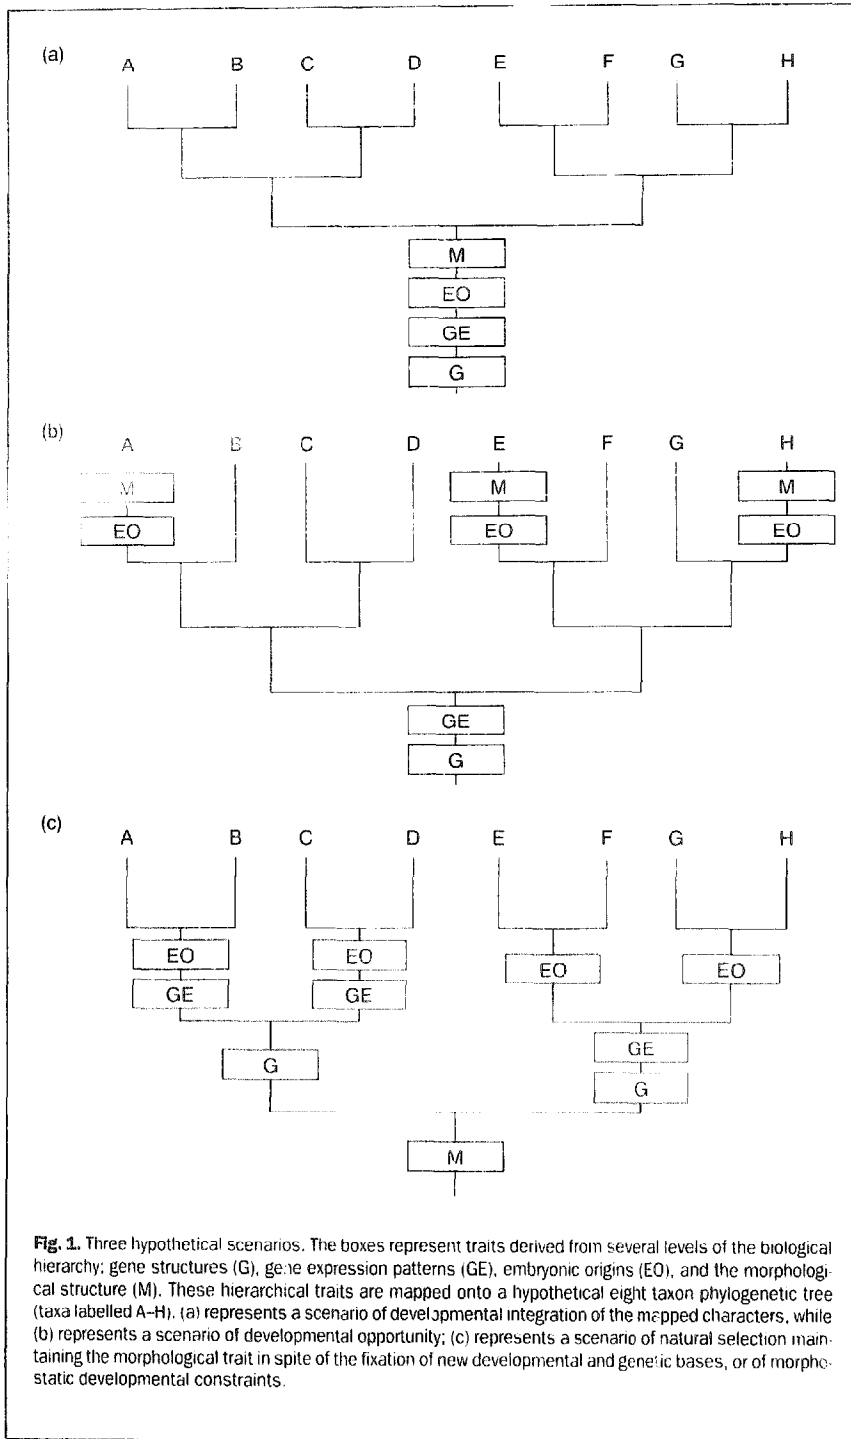 (a)
A B C D E F G H
M
EO
GE
G
(b)
A B C D E F G H
M M M
EO EO EO
GE
G
(c)
A B C D E F G H
EO EO EO EO
GE GE
GE
G G
M
Fig. 1. Three hypothetical scenarios. The boxes represent traits derived from several levels of the biological
hierarchy: gene structures (G), gene expression patterns (GE), embryonic origins (EO), and the morphologi-
cal structure (M). These hierarchical traits are mapped onto a hypothetical eight taxon phylogenetic tree
(taxa labelled A–H). (a) represents a scenario of developmental integration of the mapped characters, while
(b) represents a scenario of developmental opportunity; (c) represents a scenario of natural selection main-
taining the morphological trait in spite of the fixation of new developmental and genetic bases, or of morpho-
static developmental constraints.